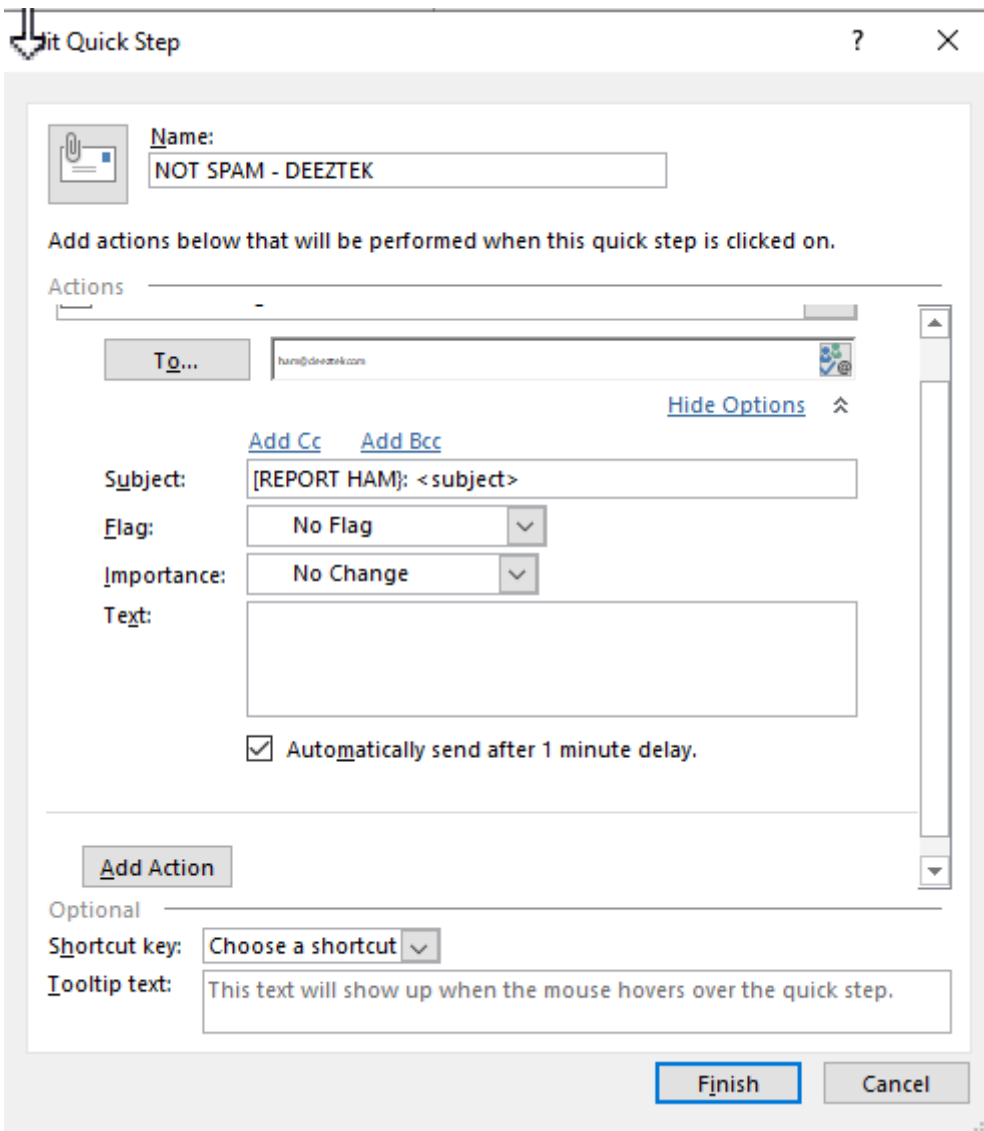 it Quick Step ?
Name:
NOT SPAM - DEEZTEK
Add actions below that will be performed when this quick step is clicked on.
Actions
To...
ham@deeztek.com
Hide Options
Add Cc Add Bcc
Subject: [REPORT HAM}: <subject>
Flag: No Flag
Importance: No Change
Text:
Automatically send after 1 minute delay.
Add Action
Optional
Shortcut key: Choose a shortcut
Tooltip text: This text will show up when the mouse hovers over the quick step.
Finish Cancel